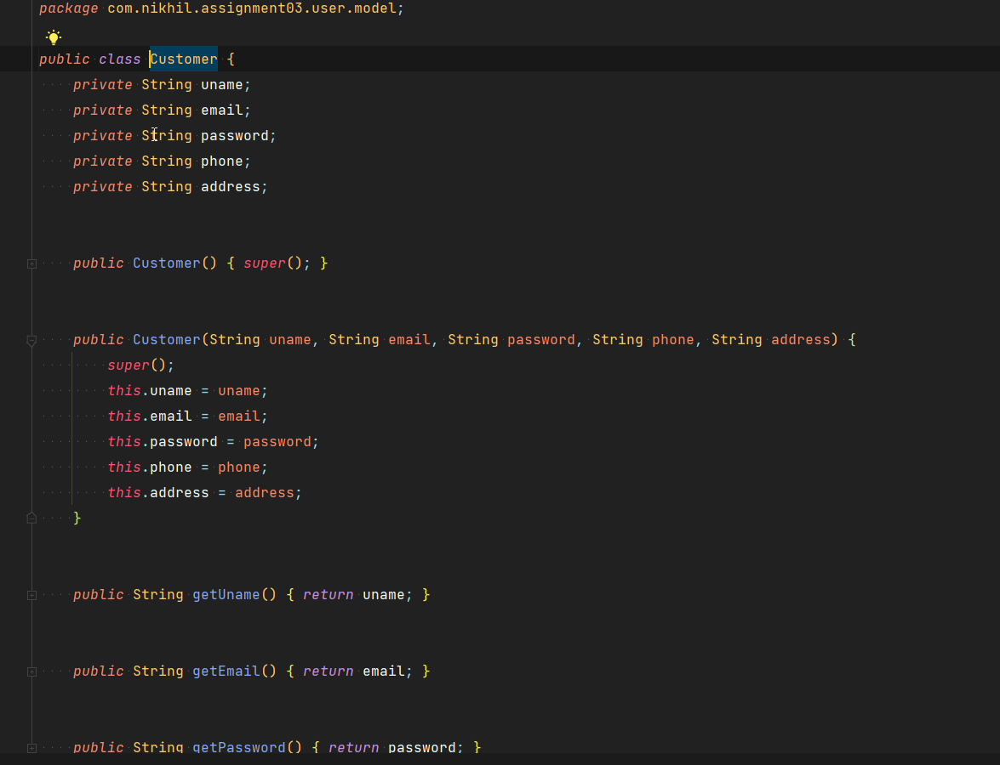 package com.nikhil.assignment03.user.model;
public class Customer {
private String uname;
private String email;
private String password;
private String phone;
private String address;
public Customer() { super(); }
public Customer(String uname, String email, String password, String phone, String address) {
super();
this.uname = uname;
this.email = email;
this.password = password;
this.phone = phone;
this.address = address;
}
public String getUname() { return uname; }
public String getEmail() { return email; }
public String getPassword() { return password; }